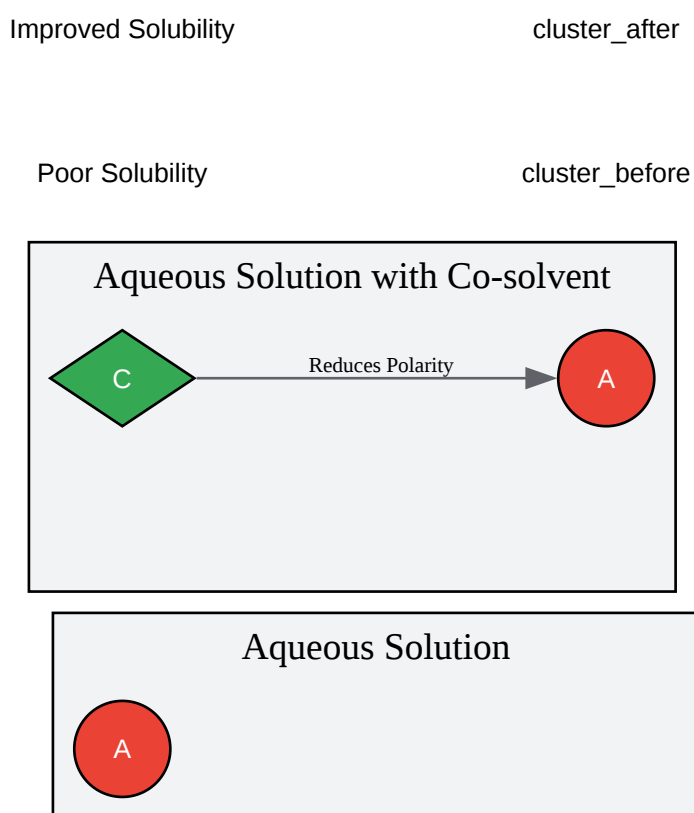 Improved Solubility cluster_after
Poor Solubility cluster_before
Aqueous Solution with Co-solvent
C Reduces Polarity A
Aqueous Solution
A